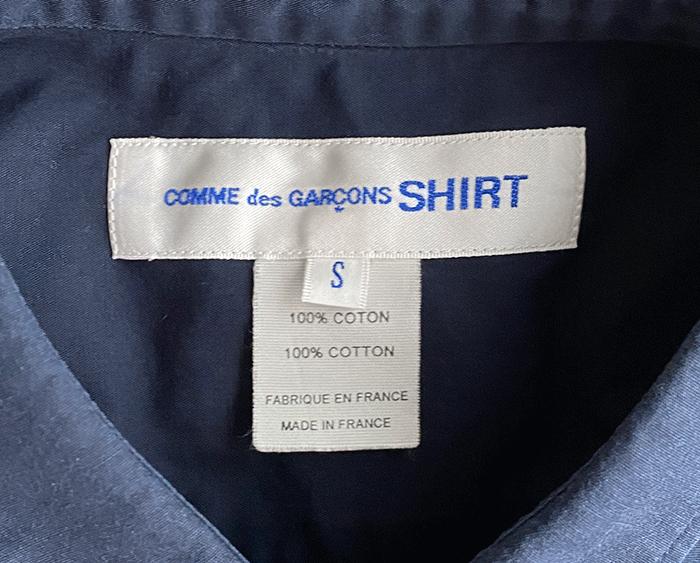 COMME des GARÇONS SHIRT
S
100% COTON
100% COTTON
FABRIQUE EN FRANCE
MADE IN FRANCE